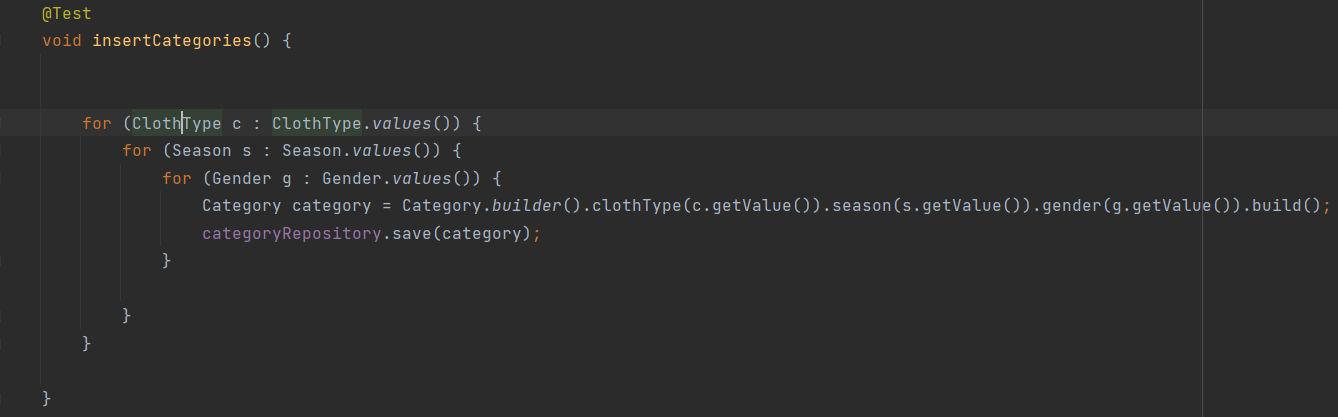 @Test
void insertCategories() {
for (ClothType c : ClothType.values()) {
for (Season s : Season.values()) {
for (Gender g : Gender.values()) {
Category category = Category.builder().clothType(c.getValue()).season(s.getValue()).gender(g.getValue()).build();
categoryRepository.save(category);
}
}
}
}